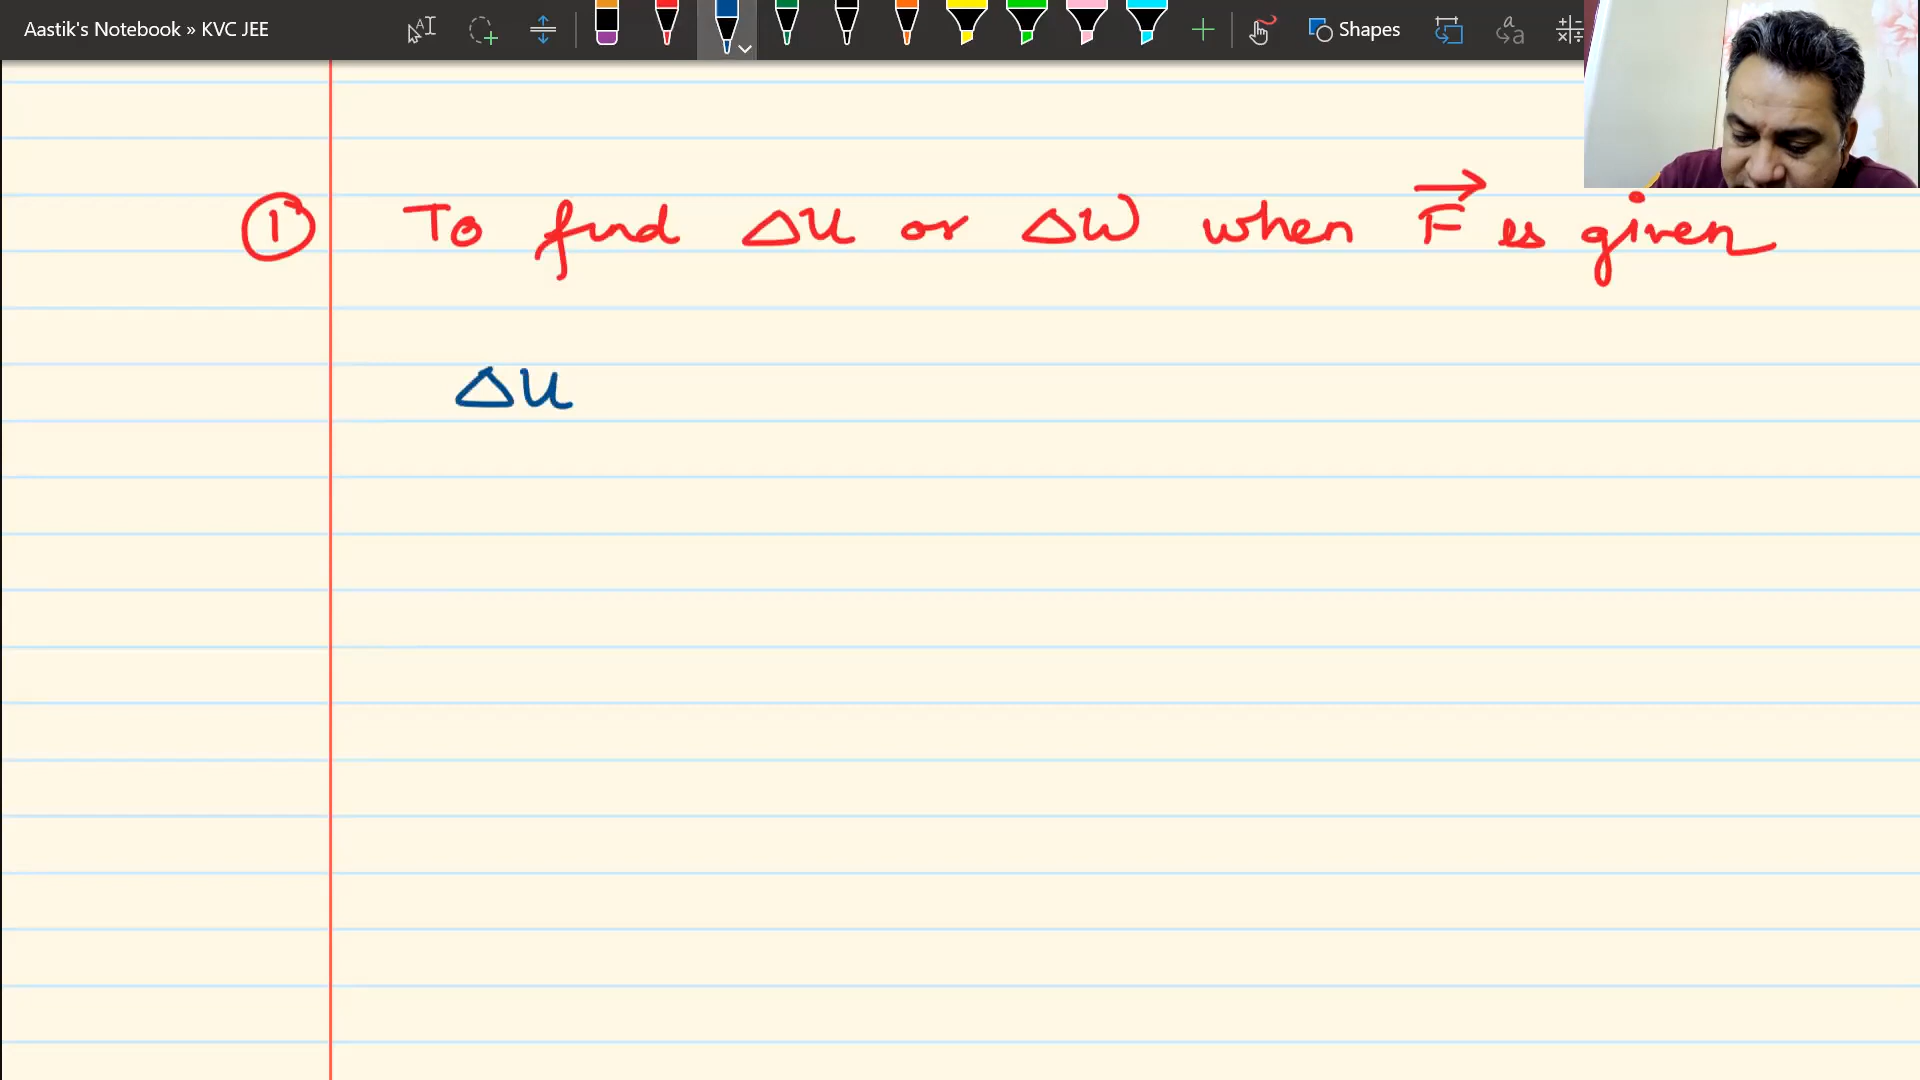 Aastik's Notebook » KVC JEE
Shapes
① To find ΔU or ΔW when F⃗ is given
ΔU